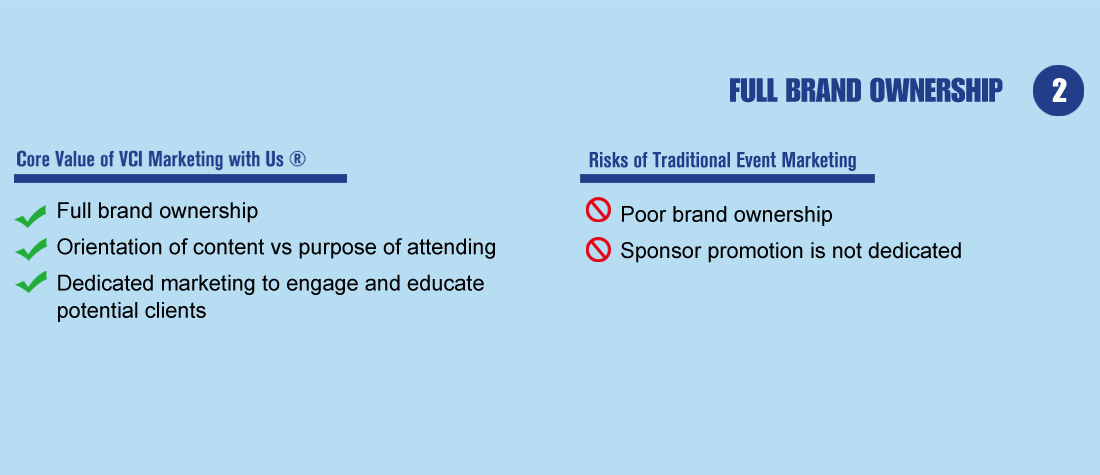 FULL BRAND OWNERSHIP 2
Core Value of VCI Marketing with Us ®
Full brand ownership
Orientation of content vs purpose of attending
Dedicated marketing to engage and educate
potential clients
Risks of Traditional Event Marketing
Poor brand ownership
Sponsor promotion is not dedicated